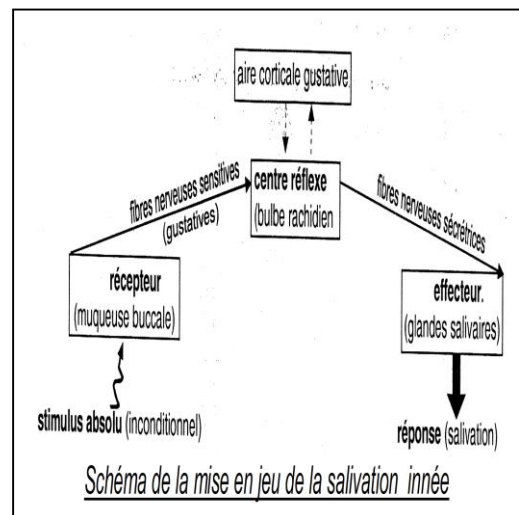 aire corticale gustative
fibres nerveuses sensitives
(gustatives)
centre réflexe
(bulbe rachidien
fibres nerveuses sécrétrices
récepteur
(muqueuse buccale)
effecteur.
(glandes salivaires)
stimulus absolu (inconditionnel)
réponse (salivation)
Schéma de la mise en jeu de la salivation innée